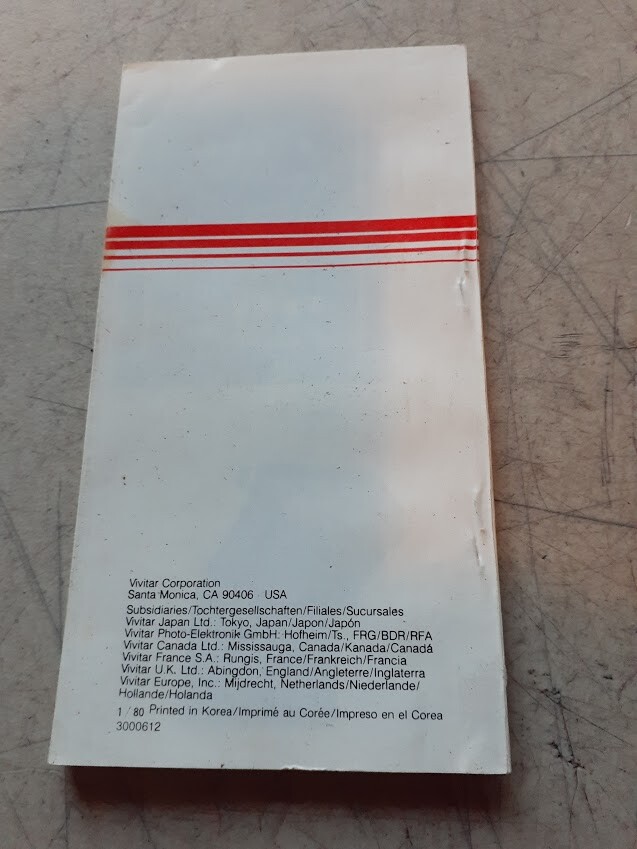 Vivitar Corporation
Santa Monica, CA 90406 USA
Subsidiaries/Tochtergesellschaften/Filiales/Sucursales
Vivitar Japan Ltd.: Tokyo, Japan/Japon/Japón
Vivitar Photo-Elektronik GmbH: Hofheim/Ts., FRG/BDR/RFA
Vivitar Canada Ltd.: Mississauga, Canada/Kanada/Canadá
Vivitar France S.A.: Rungis, France/Frankreich/Francia
Vivitar U.K. Ltd.: Abingdon, England/Angleterre/Inglaterra
Vivitar Europe, Inc.: Mijdrecht, Netherlands/Niederlande/
Hollande/Holanda
1/80 Printed in Korea/Imprimé au Corée/Impreso en el Corea
3000612